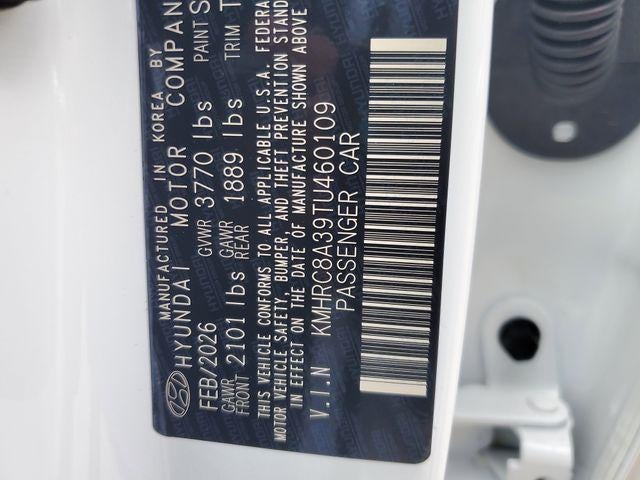 MANUFACTURED IN KOREA BY
HYUNDAI MOTOR COMPAN
FEB/2026 GVWR 3770 lbs PAINT S
GAWR FRONT 2101 lbs GAWR REAR 1889 lbs TRIM T
THIS VEHICLE CONFORMS TO ALL APPLICABLE U.S.A. FEDERA
MOTOR VEHICLE SAFETY, BUMPER, AND THEFT PREVENTION STAND
IN EFFECT ON THE DATE OF MANUFACTURE SHOWN ABOVE
V.I.N KMHRC8A39TU460109
PASSENGER CAR